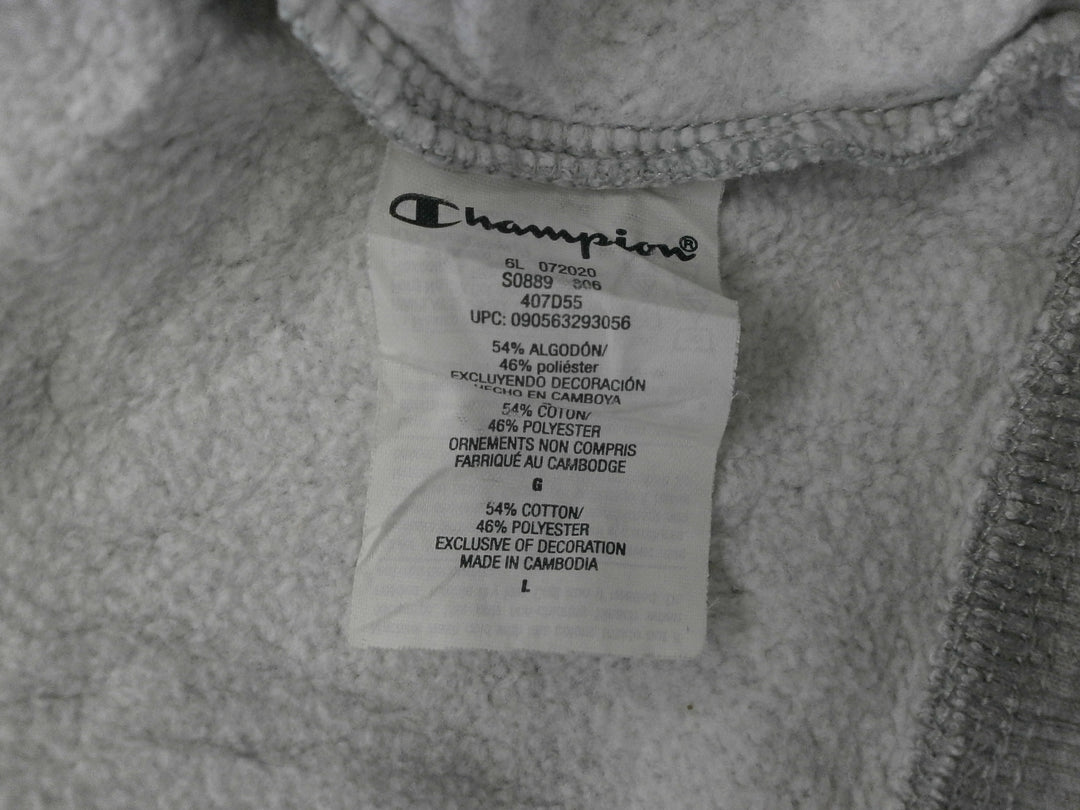 Champion®
6L 072020
S0889 806
407D55
UPC: 090563293056
54% ALGODÓN/
46% poliéster
EXCLUYENDO DECORACIÓN
HECHO EN CAMBOYA
54% COTON/
46% POLYESTER
ORNEMENTS NON COMPRIS
FABRIQUÉ AU CAMBODGE
G
54% COTTON/
46% POLYESTER
EXCLUSIVE OF DECORATION
MADE IN CAMBODIA
L